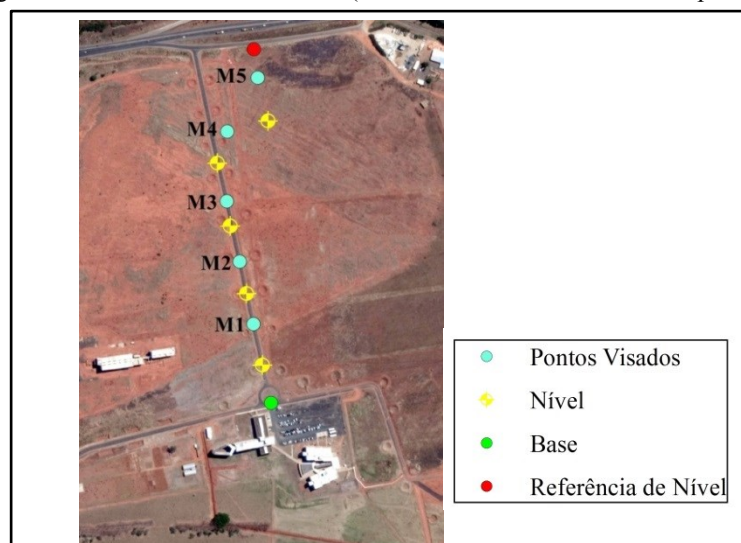 M5
M4
M3
M2
M1
Pontos Visados
Nível
Base
Referência de Nível